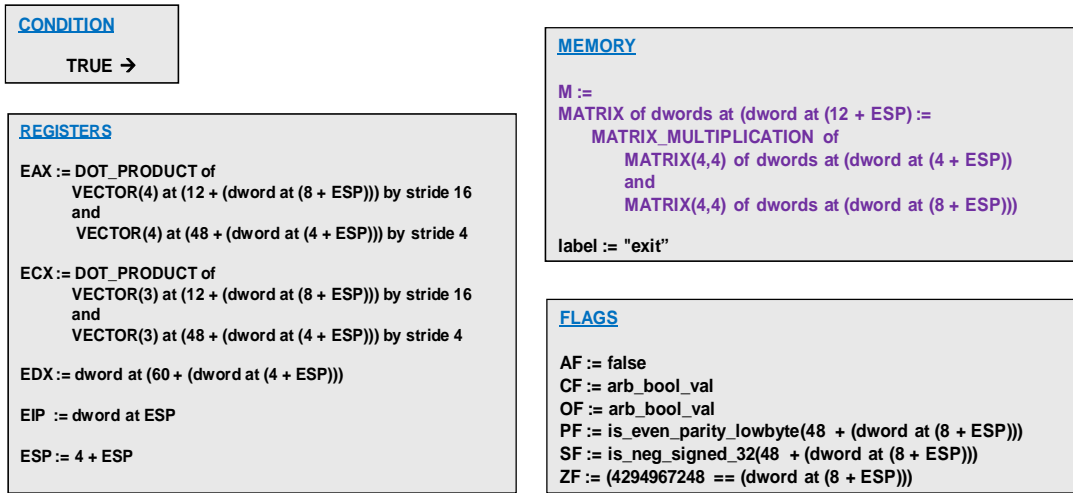 CONDITION
TRUE →
REGISTERS
EAX := DOT_PRODUCT of
VECTOR(4) at (12 + (dword at (8 + ESP))) by stride 16
and
VECTOR(4) at (48 + (dword at (4 + ESP))) by stride 4
ECX := DOT_PRODUCT of
VECTOR(3) at (12 + (dword at (8 + ESP))) by stride 16
and
VECTOR(3) at (48 + (dword at (4 + ESP))) by stride 4
EDX := dword at (60 + (dword at (4 + ESP)))
EIP := dword at ESP
ESP := 4 + ESP
MEMORY
M :=
MATRIX of dwords at (dword at (12 + ESP) :=
MATRIX_MULTIPLICATION of
MATRIX(4,4) of dwords at (dword at (4 + ESP))
and
MATRIX(4,4) of dwords at (dword at (8 + ESP)))
label := "exit”
FLAGS
AF := false
CF := arb_bool_val
OF := arb_bool_val
PF := is_even_parity_lowbyte(48 + (dword at (8 + ESP)))
SF := is_neg_signed_32(48 + (dword at (8 + ESP)))
ZF := (4294967248 == (dword at (8 + ESP)))